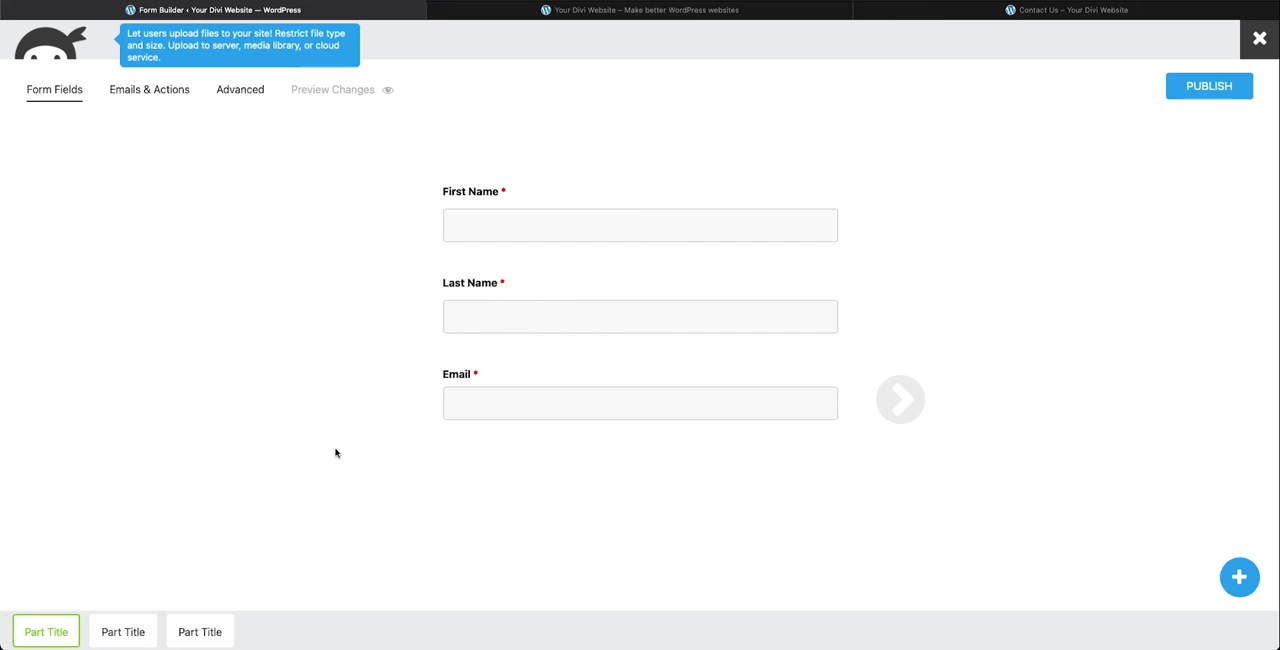 Form Builder ‹ Your Divi Website — WordPress
Your Divi Website – Make better WordPress websites
Contact Us – Your Divi Website
Let users upload files to your site! Restrict file type
and size. Upload to server, media library, or cloud
service.
Form Fields
Emails & Actions
Advanced
Preview Changes
PUBLISH
First Name *
Last Name *
Email *
Part Title
Part Title
Part Title